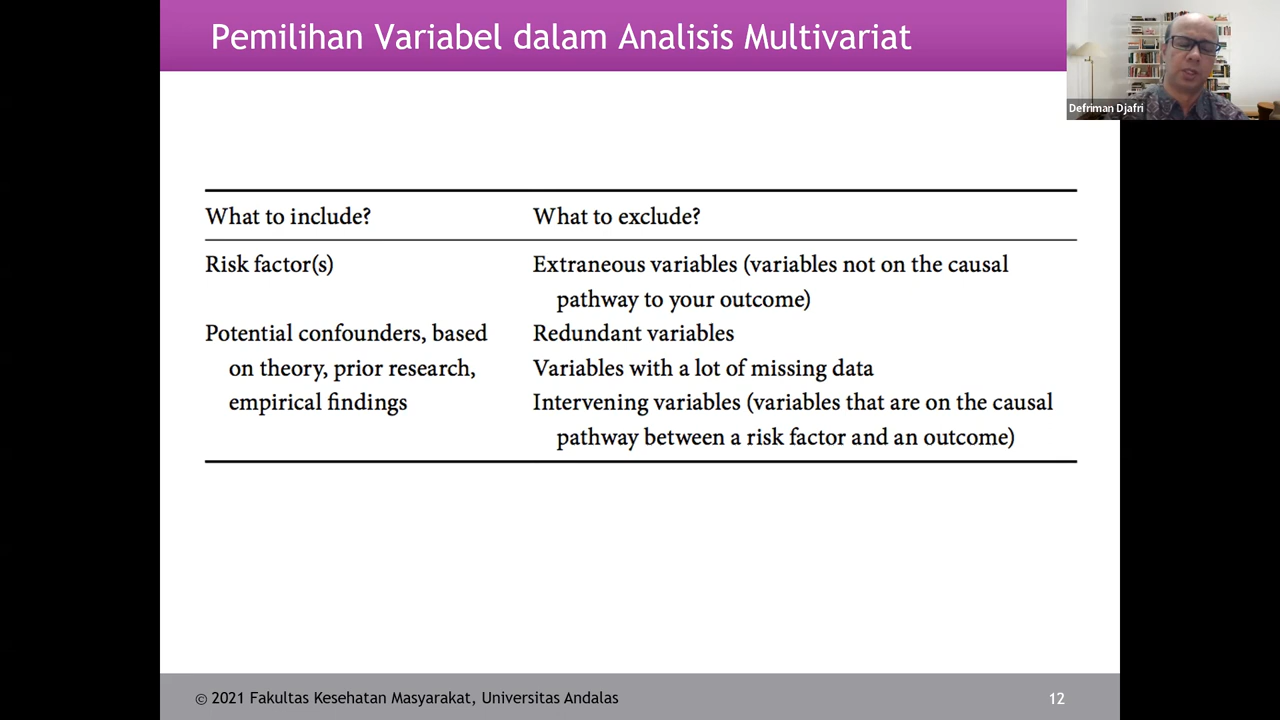 Pemilihan Variabel dalam Analisis Multivariat
Defriman Djafri
What to include? What to exclude?
Risk factor(s) Extraneous variables (variables not on the causal
pathway to your outcome)
Potential confounders, based Redundant variables
on theory, prior research, Variables with a lot of missing data
empirical findings Intervening variables (variables that are on the causal
pathway between a risk factor and an outcome)
© 2021 Fakultas Kesehatan Masyarakat, Universitas Andalas 12